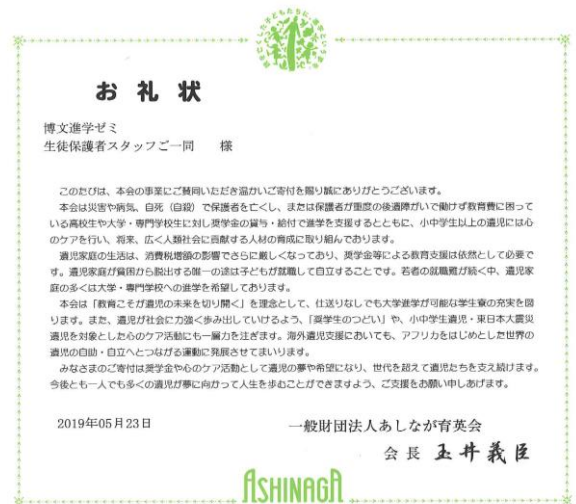 お礼状
博文進学ゼミ
生徒保護者スタッフご一同　様
このたびは、本会の事業にご賛同いただき温かいご寄付を賜り誠にありがとうございます。
本会は災害や病気、自死（自殺）で保護者を亡くし、または保護者が重度の後遺障がいで働けず教育費に困って
いる高校生や大学・専門学校生に対し奨学金の貸与・給付で進学を支援するとともに、小中学生以上の遺児には心
のケアを行い、将来、広く人類社会に貢献する人材の育成に取り組んでおります。
遺児家庭の生活は、消費税増額の影響でさらに厳しくなっており、奨学金等による教育支援は依然として必要で
す。遺児家庭が貧困から脱出する唯一の途は子どもが就職して自立することです。若者の就職難が続く中、遺児家
庭の多くは大学・専門学校への進学を希望しております。
本会は「教育こそが遺児の未来を切り開く」を理念として、仕送りなしでも大学進学が可能な学生寮の充実を図
ります。また、遺児が社会に力強く歩み出していけるよう、「奨学生のつどい」や、小中学生遺児・東日本大震災
遺児を対象とした心のケア活動にも一層力を注ぎます。海外遺児支援においても、アフリカをはじめとした世界の
遺児の自助・自立へとつながる運動に発展させてまいります。
みなさまのご寄付は奨学金や心のケア活動として遺児の夢や希望になり、世代を超えて遺児たちを支え続けます。
今後とも一人でも多くの遺児が夢に向かって人生を歩むことができますよう、ご支援をお願い申しあげます。
2019年05月23日
一般財団法人あしなが育英会
会長 玉井義臣
ASHINAGA